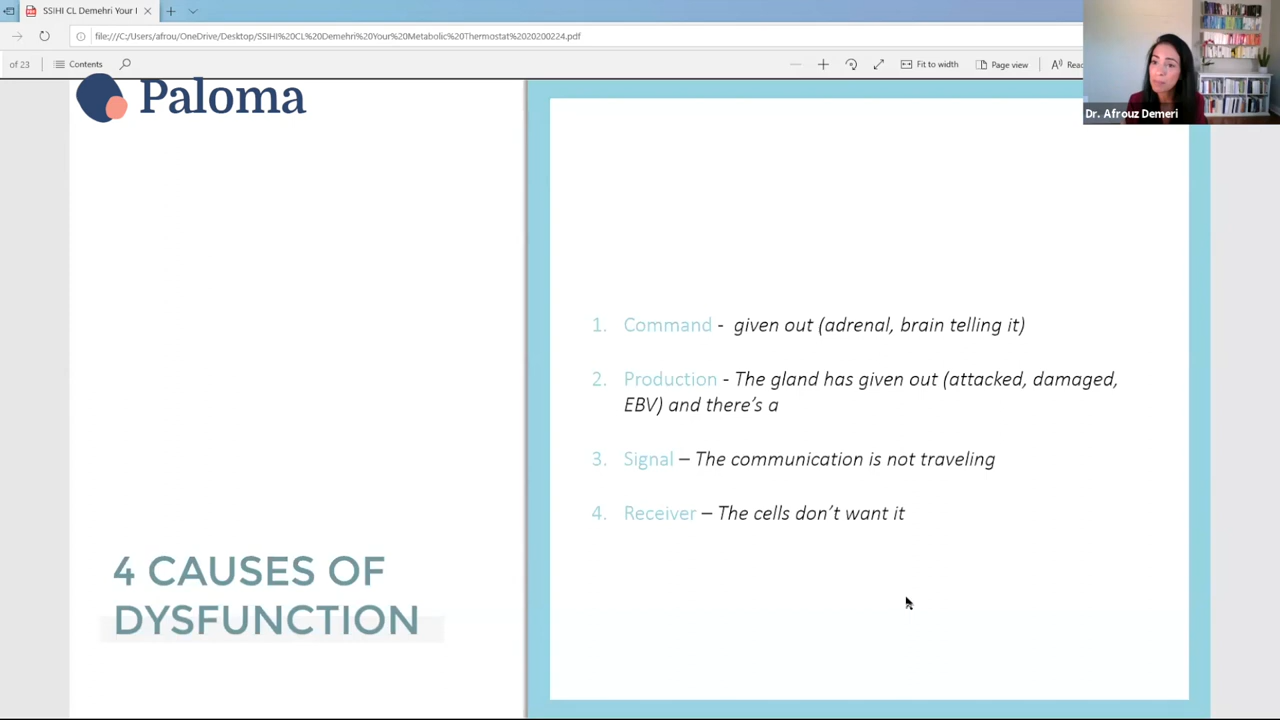 SSIHI CL Demehri Your I
file:///C:/Users/afrou/OneDrive/Desktop/SSIHI%20CL%20Demehri%20Your%20Metabolic%20Thermostat%2020200224.pdf
of 23
Contents
Fit to width
Page view
Rea
Paloma
Dr. Afrouz Demeri
1. Command - given out (adrenal, brain telling it)
2. Production - The gland has given out (attacked, damaged,
EBV) and there's a
3. Signal – The communication is not traveling
4. Receiver – The cells don't want it
4 CAUSES OF
DYSFUNCTION